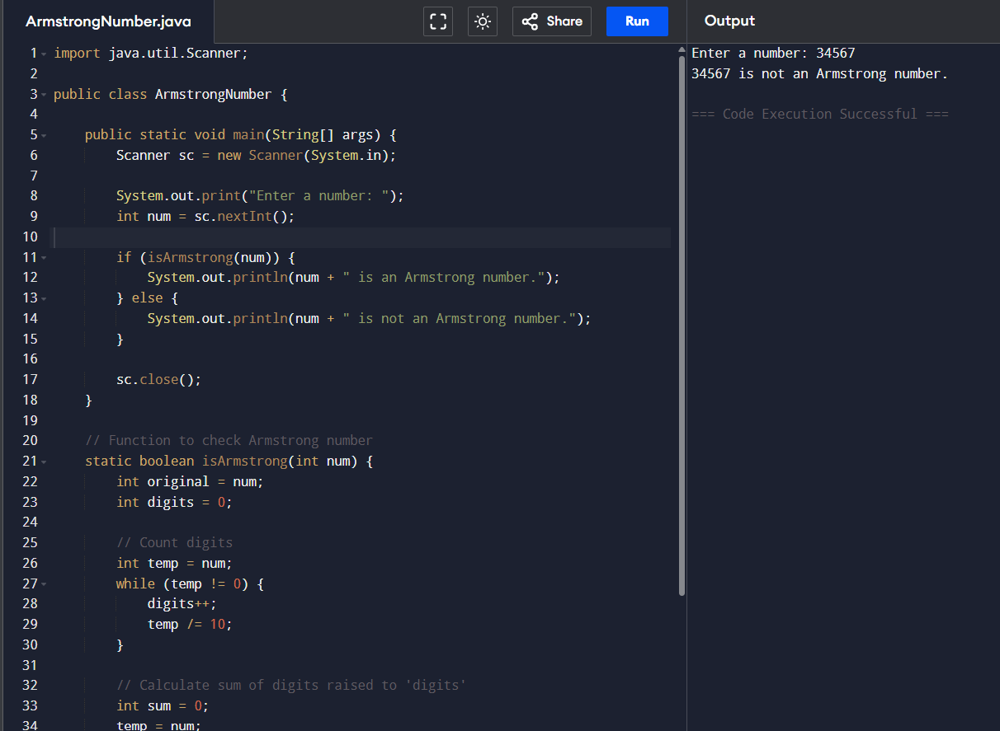 ArmstrongNumber.java
Share
Run
Output
1 import java.util.Scanner;
2
3 public class ArmstrongNumber {
4
5     public static void main(String[] args) {
6         Scanner sc = new Scanner(System.in);
7
8         System.out.print("Enter a number: ");
9         int num = sc.nextInt();
10
11         if (isArmstrong(num)) {
12             System.out.println(num + " is an Armstrong number.");
13         } else {
14             System.out.println(num + " is not an Armstrong number.");
15         }
16
17         sc.close();
18     }
19
20     // Function to check Armstrong number
21     static boolean isArmstrong(int num) {
22         int original = num;
23         int digits = 0;
24
25         // Count digits
26         int temp = num;
27         while (temp != 0) {
28             digits++;
29             temp /= 10;
30         }
31
32         // Calculate sum of digits raised to 'digits'
33         int sum = 0;
34         temp = num;
Enter a number: 34567
34567 is not an Armstrong number.
=== Code Execution Successful ===